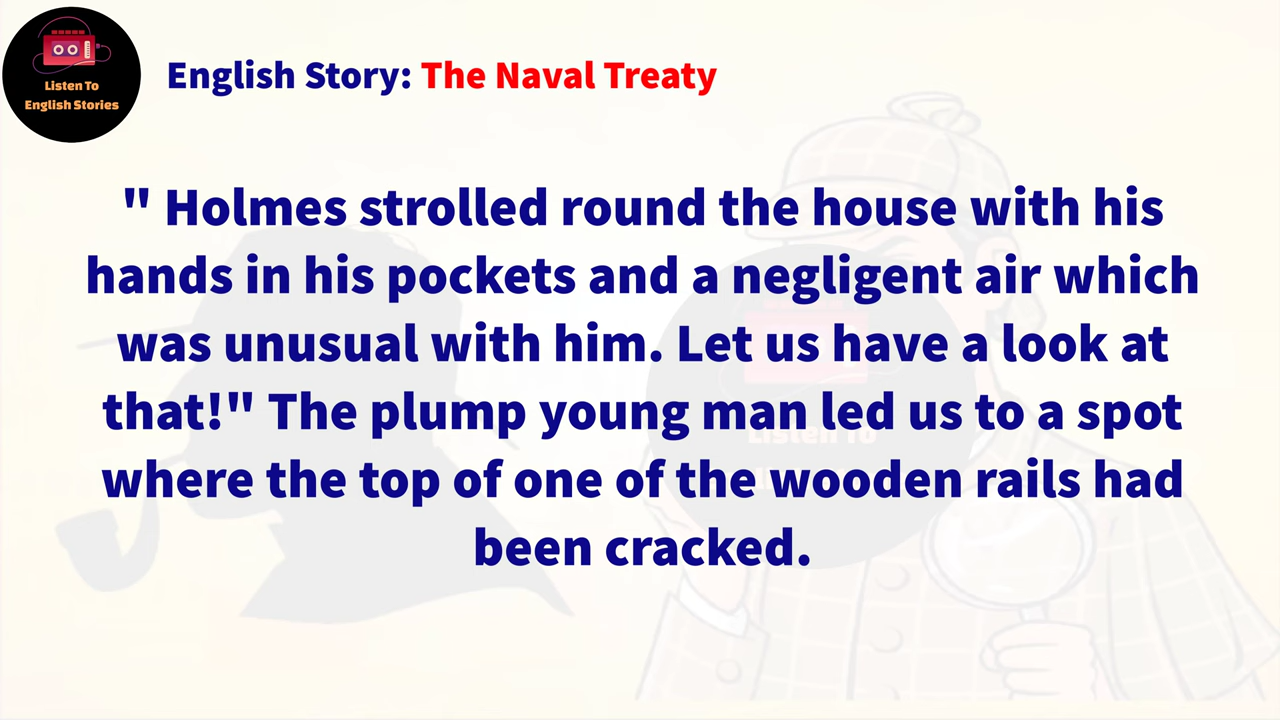 Listen To
English Stories
English Story: The Naval Treaty
" Holmes strolled round the house with his
hands in his pockets and a negligent air which
was unusual with him. Let us have a look at
that!" The plump young man led us to a spot
where the top of one of the wooden rails had
been cracked.
Listen To